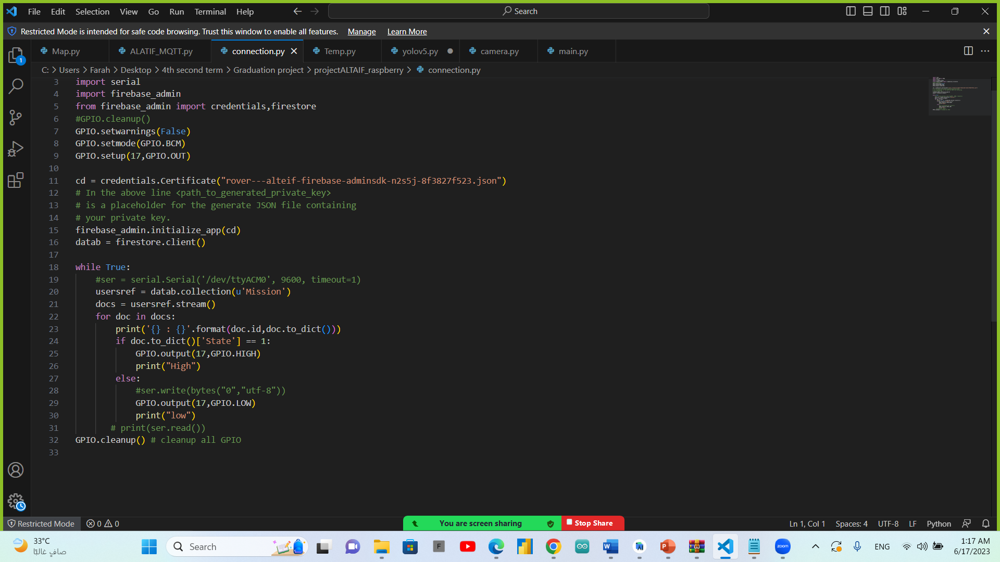 File Edit Selection View Go Run Terminal Help
Search
Restricted Mode is intended for safe code browsing. Trust this window to enable all features. Manage Learn More
Map.py ALATIF_MQTT.py connection.py Temp.py yolov5.py camera.py main.py
C: > Users > Farah > Desktop > 4th second term > Graduation project > projectALTAIF_raspberry > connection.py
3 import serial
4 import firebase_admin
5 from firebase_admin import credentials,firestore
6 #GPIO.cleanup()
7 GPIO.setwarnings(False)
8 GPIO.setmode(GPIO.BCM)
9 GPIO.setup(17,GPIO.OUT)
10
11 cd = credentials.Certificate("rover---alteif-firebase-adminsdk-n2s5j-8f3827f523.json")
12 # In the above line <path_to_generated_private_key>
13 # is a placeholder for the generate JSON file containing
14 # your private key.
15 firebase_admin.initialize_app(cd)
16 datab = firestore.client()
17
18 while True:
19 #ser = serial.Serial('/dev/ttyACM0', 9600, timeout=1)
20 usersref = datab.collection(u'Mission')
21 docs = usersref.stream()
22 for doc in docs:
23 print('{} : {}'.format(doc.id,doc.to_dict()))
24 if doc.to_dict()['State'] == 1:
25 GPIO.output(17,GPIO.HIGH)
26 print("High")
27 else:
28 #ser.write(bytes("0","utf-8"))
29 GPIO.output(17,GPIO.LOW)
30 print("low")
31 # print(ser.read())
32 GPIO.cleanup() # cleanup all GPIO
33
1
Restricted Mode 0 0
You are screen sharing Stop Share
Ln 1, Col 1 Spaces: 4 UTF-8 LF Python
33°C
صافٍ غالبًا
Search
F
zoom
ENG
1:17 AM
6/17/2023